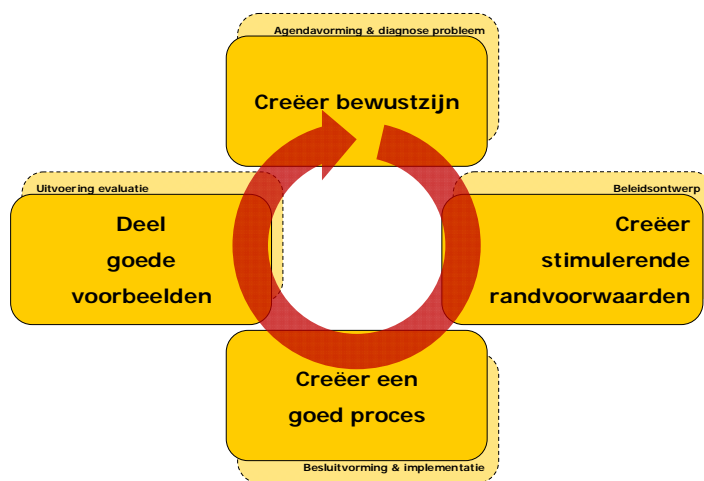 Agendavorming & diagnose probleem
Creëer bewustzijn
Uitvoering evaluatie
Deel
goede
voorbeelden
Beleidsontwerp
Creëer
stimulerende
randvoorwaarden
Creëer een
goed proces
Besluitvorming & implementatie